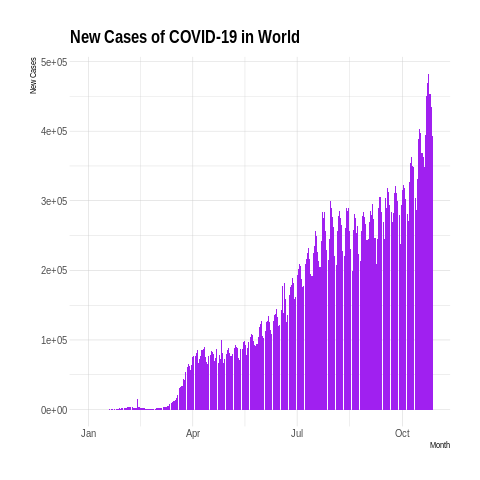 New Cases of COVID-19 in World
New Cases
5e+05
4e+05
3e+05
2e+05
1e+05
0e+00
Jan Apr Jul Oct
Month